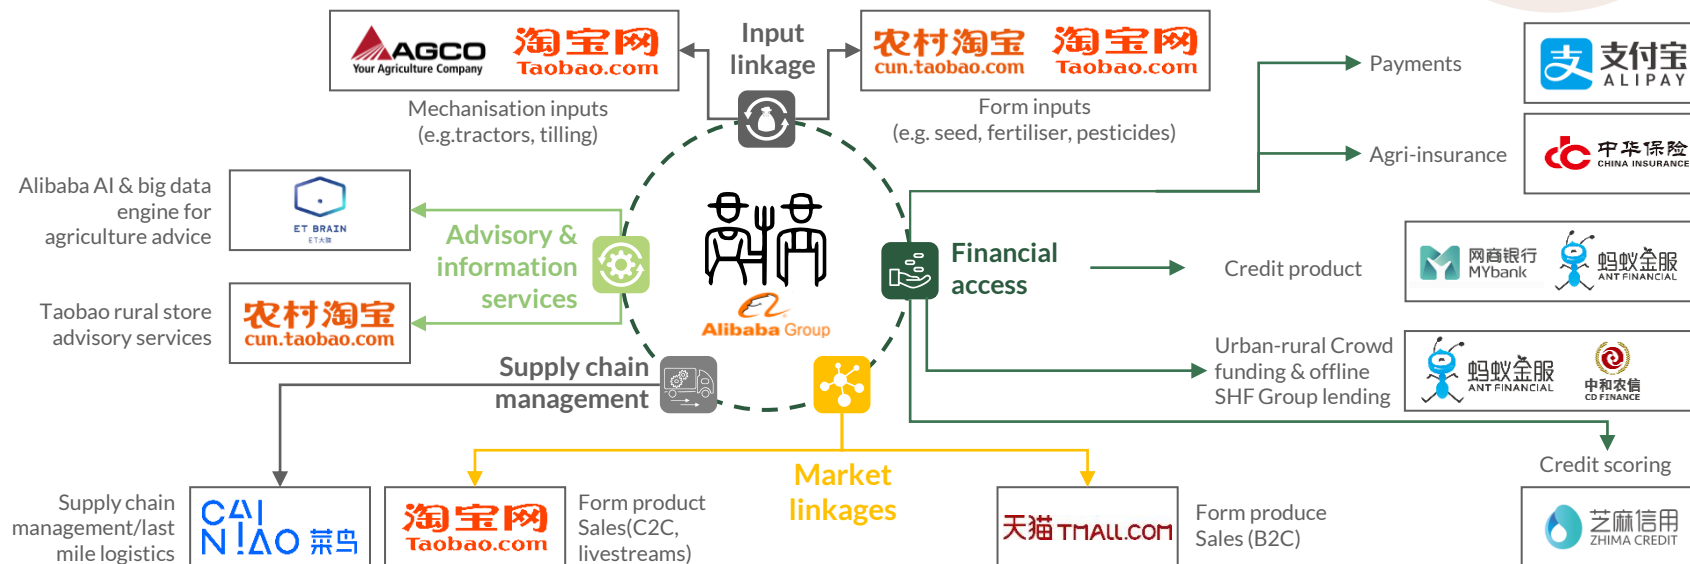 AGCO
Your Agriculture Company
淘宝网
Taobao.com
Mechanisation inputs
(e.g.tractors, tilling)
Input
linkage
农村淘宝
cun.taobao.com
淘宝网
Taobao.com
Form inputs
(e.g. seed, fertiliser, pesticides)
Payments
支
支付宝
ALIPAY
Agri-insurance
中华保险
CHINA INSURANCE
Alibaba AI & big data
engine for
agriculture advice
ET BRAIN
ET大脑
Advisory &
information
services
Taobao rural store
advisory services
农村淘宝
cun.taobao.com
Alibaba Group
Financial
access
Credit product
网商银行
MYbank
蚂蚁金服
ANT FINANCIAL
Urban-rural Crowd
funding & offline
SHF Group lending
蚂蚁金服
ANT FINANCIAL
中和农信
CD FINANCE
Credit scoring
芝麻信用
ZHIMA CREDIT
Supply chain
management
Supply chain
management/last
mile logistics
CAI
NIAO 菜鸟
Market
linkages
淘宝网
Taobao.com
Form product
Sales(C2C,
livestreams)
天猫 TMALL.COM
Form produce
Sales (B2C)